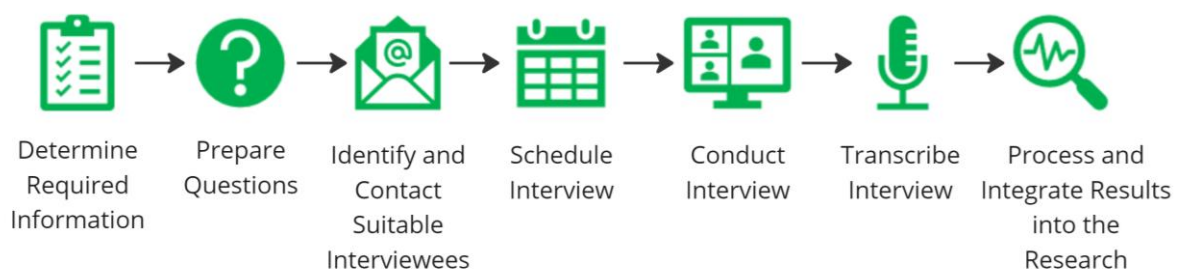 Determine
Required
Information
Prepare
Questions
Identify and
Contact
Suitable
Interviewees
Schedule
Interview
Conduct
Interview
Transcribe
Interview
Process and
Integrate Results
into the
Research